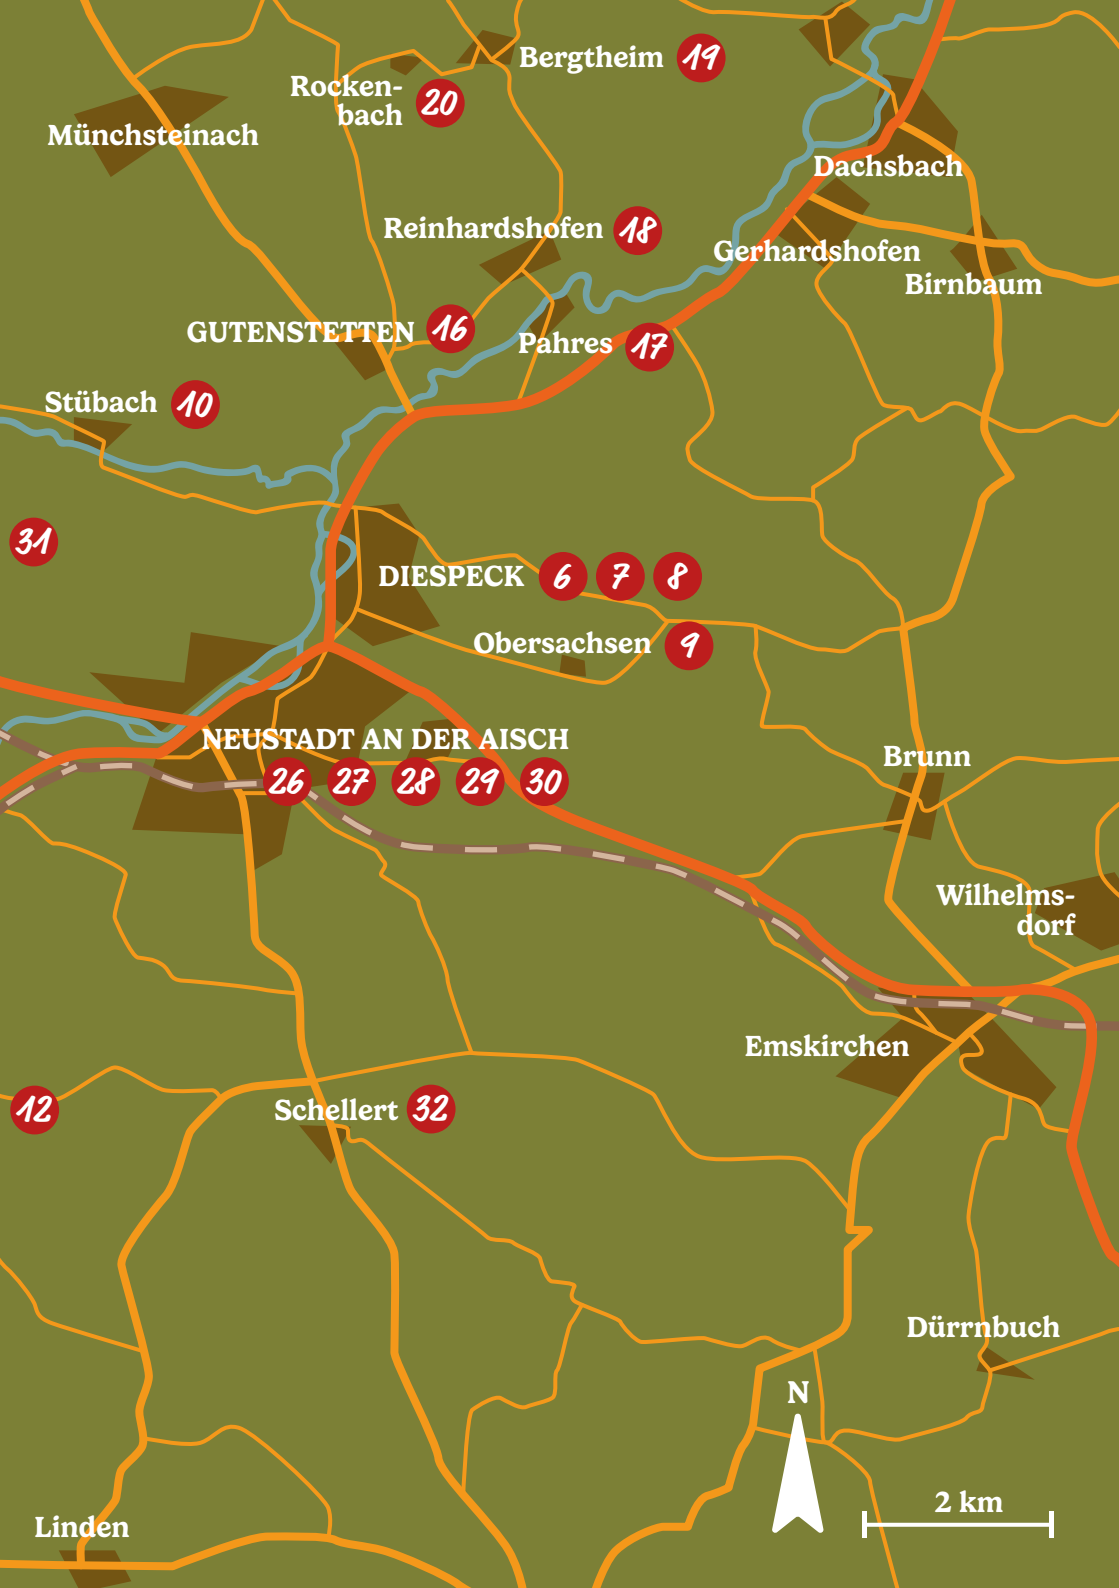 Bergtheim 19
Rocken-
bach 20
Münchsteinach
Dachsbach
Reinhardshofen 18
Gerhardshofen
Birnbaum
GUTENSTETTEN 16
Pahres 17
Stübach 10
31
DIESPECK 6 7 8
Obersachsen 9
NEUSTADT AN DER AISCH
26 27 28 29 30
Brunn
Wilhelms-
dorf
Emskirchen
12
Schellert 32
Dürrnbuch
N
2 km
Linden